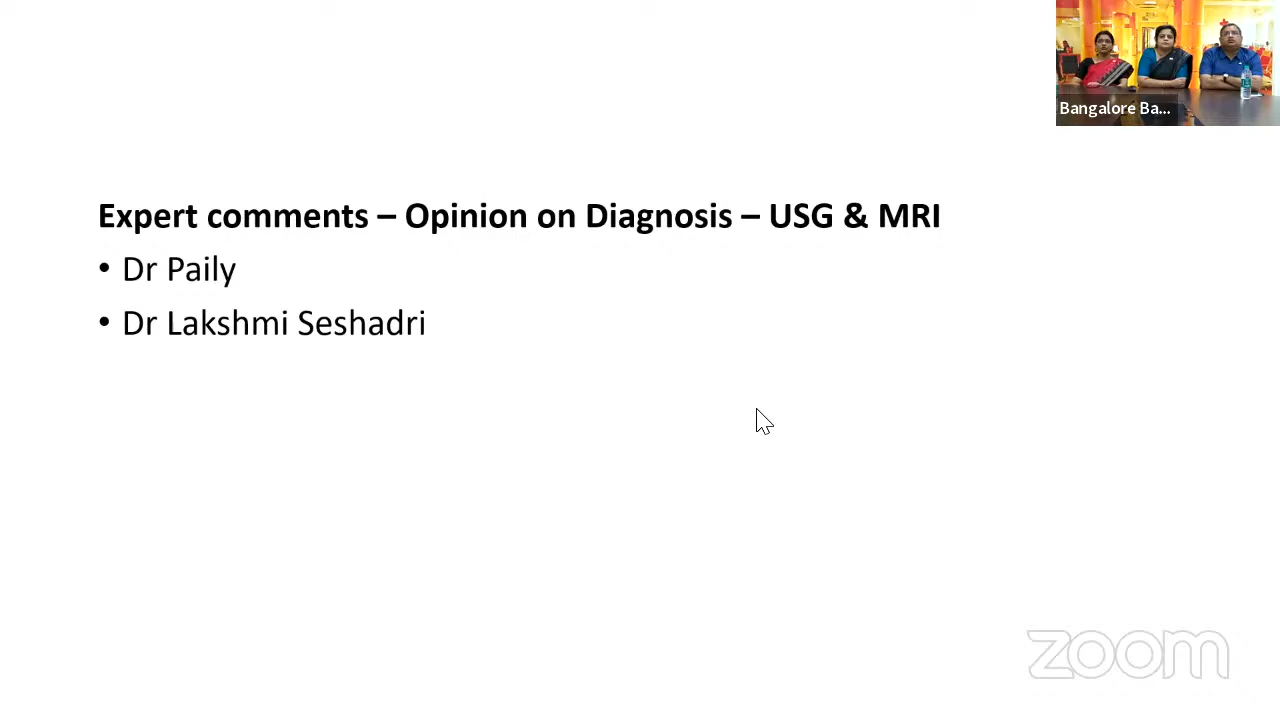 Bangalore Ba...
Expert comments – Opinion on Diagnosis – USG & MRI
• Dr Paily
• Dr Lakshmi Seshadri
zoom